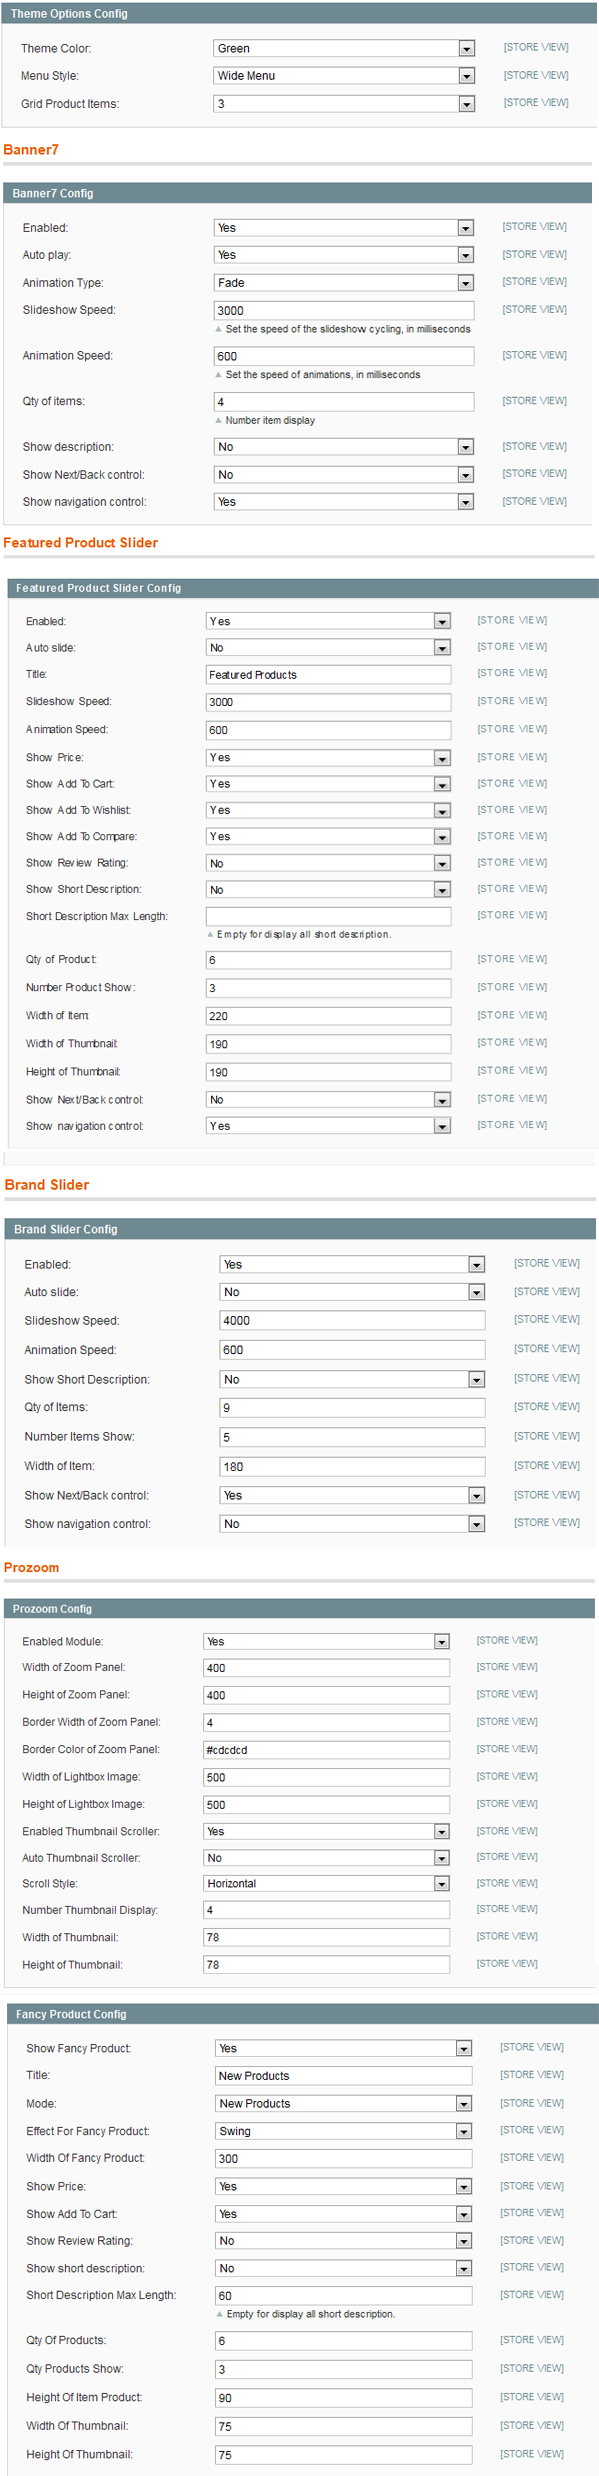 Theme Options Config
Theme Color: Green [STORE VIEW]
Menu Style: Wide Menu [STORE VIEW]
Grid Product Items: 3 [STORE VIEW]
Banner7
Banner7 Config
Enabled: Yes [STORE VIEW]
Auto play: Yes [STORE VIEW]
Animation Type: Fade [STORE VIEW]
Slideshow Speed: 3000 [STORE VIEW]
Set the speed of the slideshow cycling, in milliseconds
Animation Speed: 600 [STORE VIEW]
Set the speed of animations, in milliseconds
Qty of items: 4 [STORE VIEW]
Number item display
Show description: No [STORE VIEW]
Show Next/Back control: No [STORE VIEW]
Show navigation control: Yes [STORE VIEW]
Featured Product Slider
Featured Product Slider Config
Enabled: Yes [STORE VIEW]
Auto slide: No [STORE VIEW]
Title: Featured Products [STORE VIEW]
Slideshow Speed: 3000 [STORE VIEW]
Animation Speed: 600 [STORE VIEW]
Show Price: Yes [STORE VIEW]
Show Add To Cart: Yes [STORE VIEW]
Show Add To Wishlist: Yes [STORE VIEW]
Show Add To Compare: Yes [STORE VIEW]
Show Review Rating: No [STORE VIEW]
Show Short Description: No [STORE VIEW]
Short Description Max Length: [STORE VIEW]
Empty for display all short description.
Qty of Product: 6 [STORE VIEW]
Number Product Show: 3 [STORE VIEW]
Width of Item: 220 [STORE VIEW]
Width of Thumbnail: 190 [STORE VIEW]
Height of Thumbnail: 190 [STORE VIEW]
Show Next/Back control: No [STORE VIEW]
Show navigation control: Yes [STORE VIEW]
Brand Slider
Brand Slider Config
Enabled: Yes [STORE VIEW]
Auto slide: No [STORE VIEW]
Slideshow Speed: 4000 [STORE VIEW]
Animation Speed: 600 [STORE VIEW]
Show Short Description: No [STORE VIEW]
Qty of Items: 9 [STORE VIEW]
Number Items Show: 5 [STORE VIEW]
Width of Item: 180 [STORE VIEW]
Show Next/Back control: Yes [STORE VIEW]
Show navigation control: No [STORE VIEW]
Prozoom
Prozoom Config
Enabled Module: Yes [STORE VIEW]
Width of Zoom Panel: 400 [STORE VIEW]
Height of Zoom Panel: 400 [STORE VIEW]
Border Width of Zoom Panel: 4 [STORE VIEW]
Border Color of Zoom Panel: #cdcdcd [STORE VIEW]
Width of Lightbox Image: 500 [STORE VIEW]
Height of Lightbox Image: 500 [STORE VIEW]
Enabled Thumbnail Scroller: Yes [STORE VIEW]
Auto Thumbnail Scroller: No [STORE VIEW]
Scroll Style: Horizontal [STORE VIEW]
Number Thumbnail Display: 4 [STORE VIEW]
Width of Thumbnail: 78 [STORE VIEW]
Height of Thumbnail: 78 [STORE VIEW]
Fancy Product Config
Show Fancy Product: Yes [STORE VIEW]
Title: New Products [STORE VIEW]
Mode: New Products [STORE VIEW]
Effect For Fancy Product: Swing [STORE VIEW]
Width Of Fancy Product: 300 [STORE VIEW]
Show Price: Yes [STORE VIEW]
Show Add To Cart: Yes [STORE VIEW]
Show Review Rating: No [STORE VIEW]
Show short description: No [STORE VIEW]
Short Description Max Length: 60 [STORE VIEW]
Empty for display all short description.
Qty Of Products: 6 [STORE VIEW]
Qty Products Show: 3 [STORE VIEW]
Height Of Item Product: 90 [STORE VIEW]
Width Of Thumbnail: 75 [STORE VIEW]
Height Of Thumbnail: 75 [STORE VIEW]